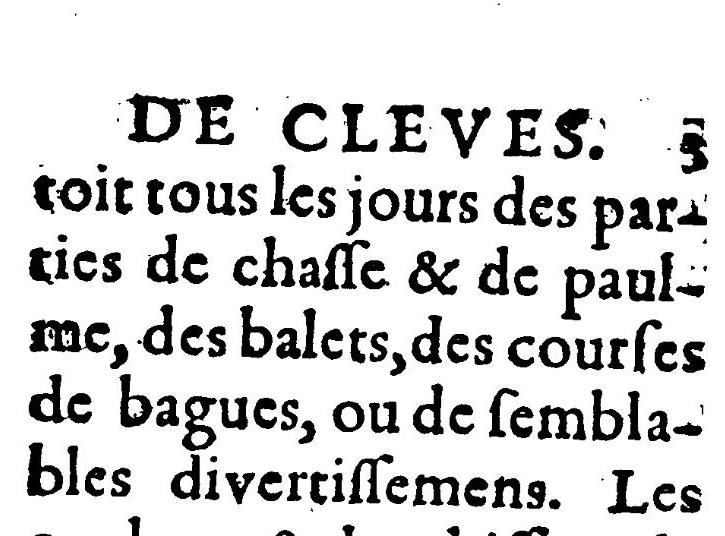 DE CLEVES. 3
toit tous les jours des par-
ties de chaſſe & de paul-
me, des balets, des courſes
de bagues, ou de ſembla-
bles divertiſſemens. Les